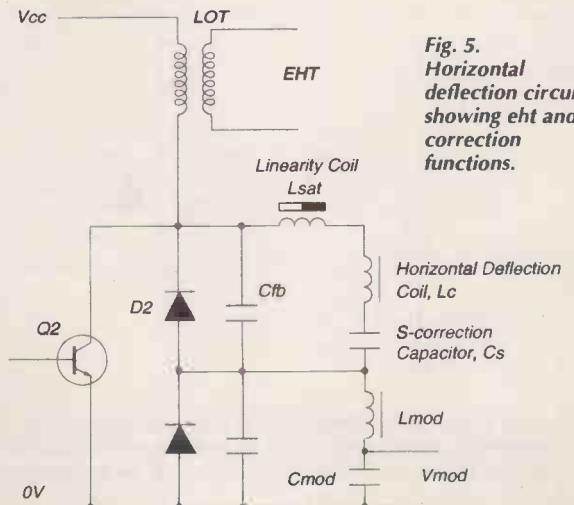 Vcc
LOT
EHT
Fig. 5.
Horizontal
deflection
showing eht and
correction
functions.
Linearity Coil
Lsat
Horizontal Deflection
Coil, Lc
S-correction
Capacitor, Cs
D2
Cfb
Q2
Lmod
Cmod
Vmod
0V